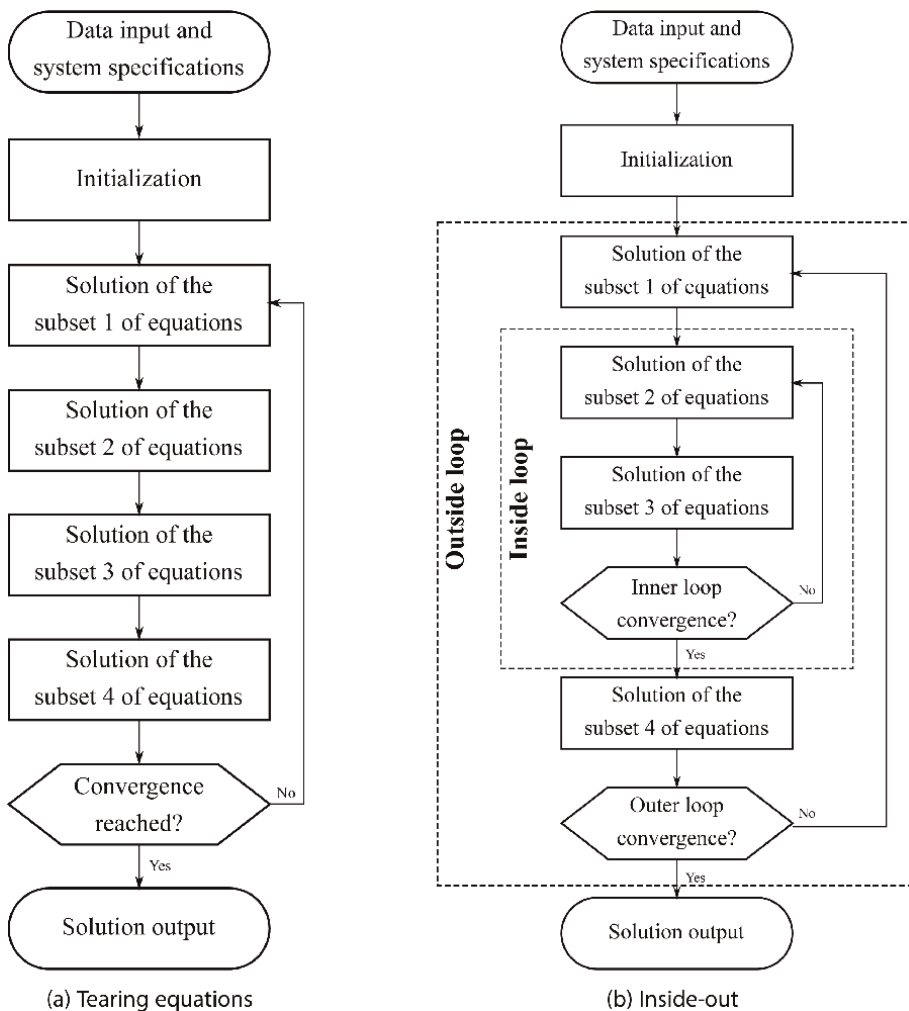 Data input and
system specifications
Initialization
Solution of the
subset 1 of equations
Solution of the
subset 2 of equations
Solution of the
subset 3 of equations
Solution of the
subset 4 of equations
Convergence
reached?
No
Yes
Solution output
(a) Tearing equations
Data input and
system specifications
Initialization
Outside loop
Solution of the
subset 1 of equations
Inside loop
Solution of the
subset 2 of equations
Solution of the
subset 3 of equations
Inner loop
convergence?
No
Yes
Solution of the
subset 4 of equations
Outer loop
convergence?
No
Yes
Solution output
(b) Inside-out